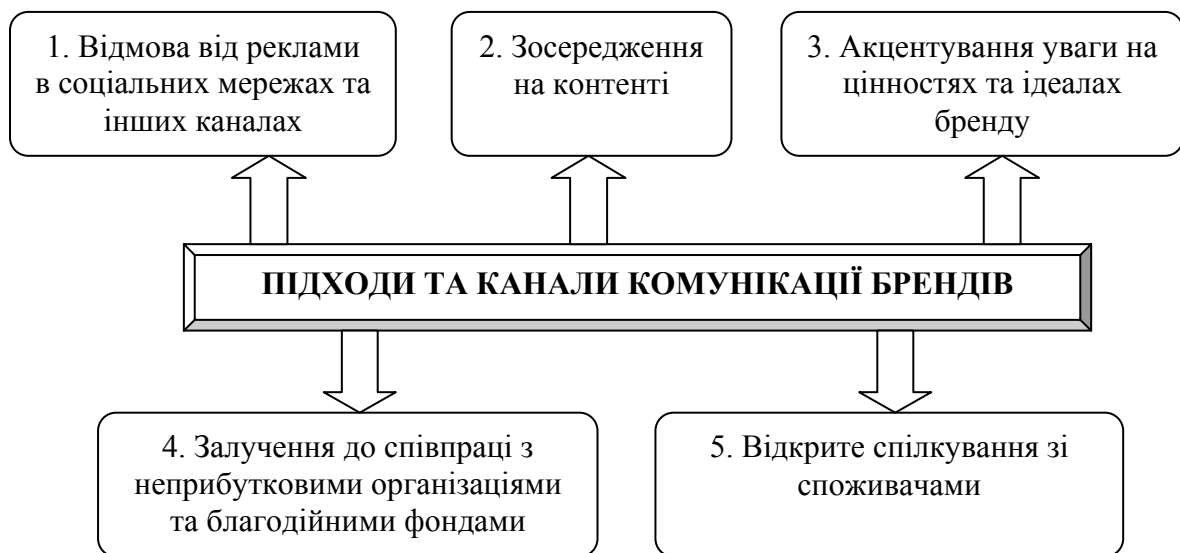 1. Відмова від реклами
в соціальних мережах та
інших каналах
2. Зосередження
на контенті
3. Акцентування уваги на
цінностях та ідеалах
бренду
ПІДХОДИ ТА КАНАЛИ КОМУНІКАЦІЇ БРЕНДІВ
4. Залучення до співпраці з
неприбутковими організаціями
та благодійними фондами
5. Відкрите спілкування зі
споживачами